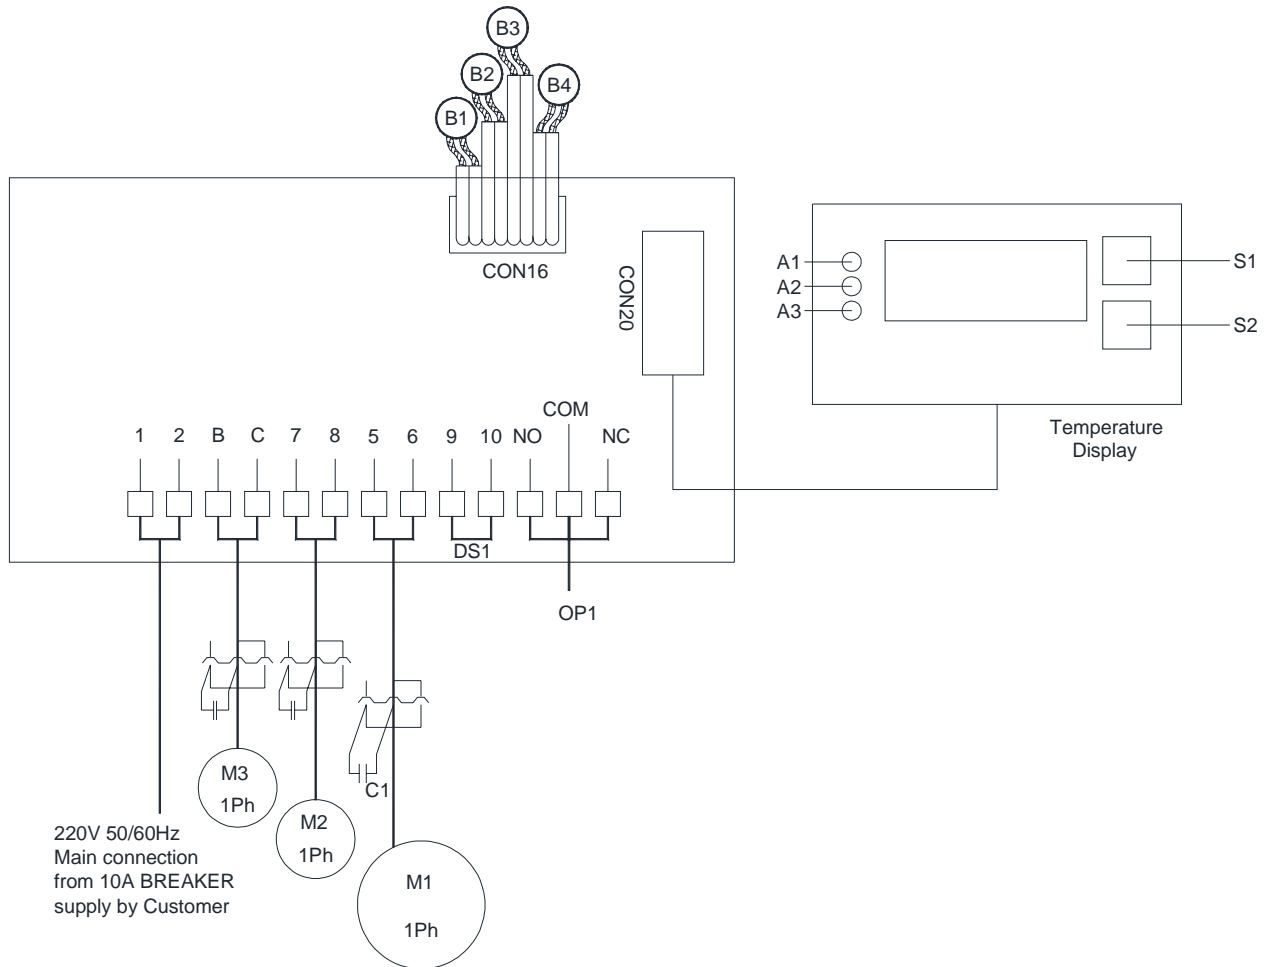 B3
B2
B4
B1
CON16
CON20
A1
A2
A3
S1
S2
Temperature
Display
COM
1 2 B C 7 8 5 6 9 10 NO NC
DS1
OP1
M3
1Ph
M2
1Ph
C1
M1
1Ph
220V 50/60Hz
Main connection
from 10A BREAKER
supply by Customer